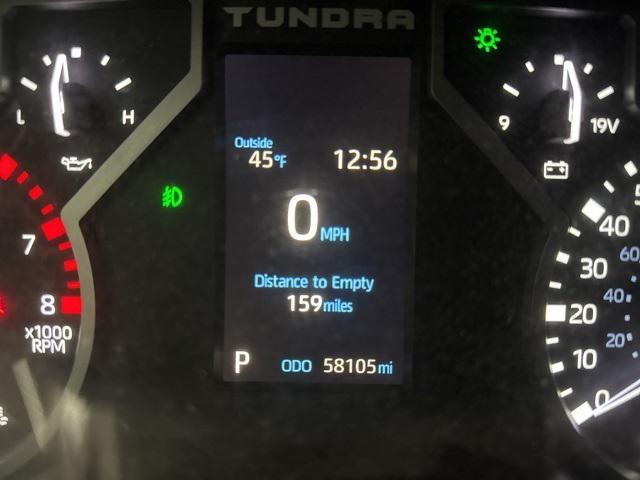 TUNDRA
L H
9 19V
Outside
45°F 12:56
0 MPH
Distance to Empty
159 miles
P ODO 58105 mi
7
8
x1000
RPM
40
60
30
40
20
20
10
0